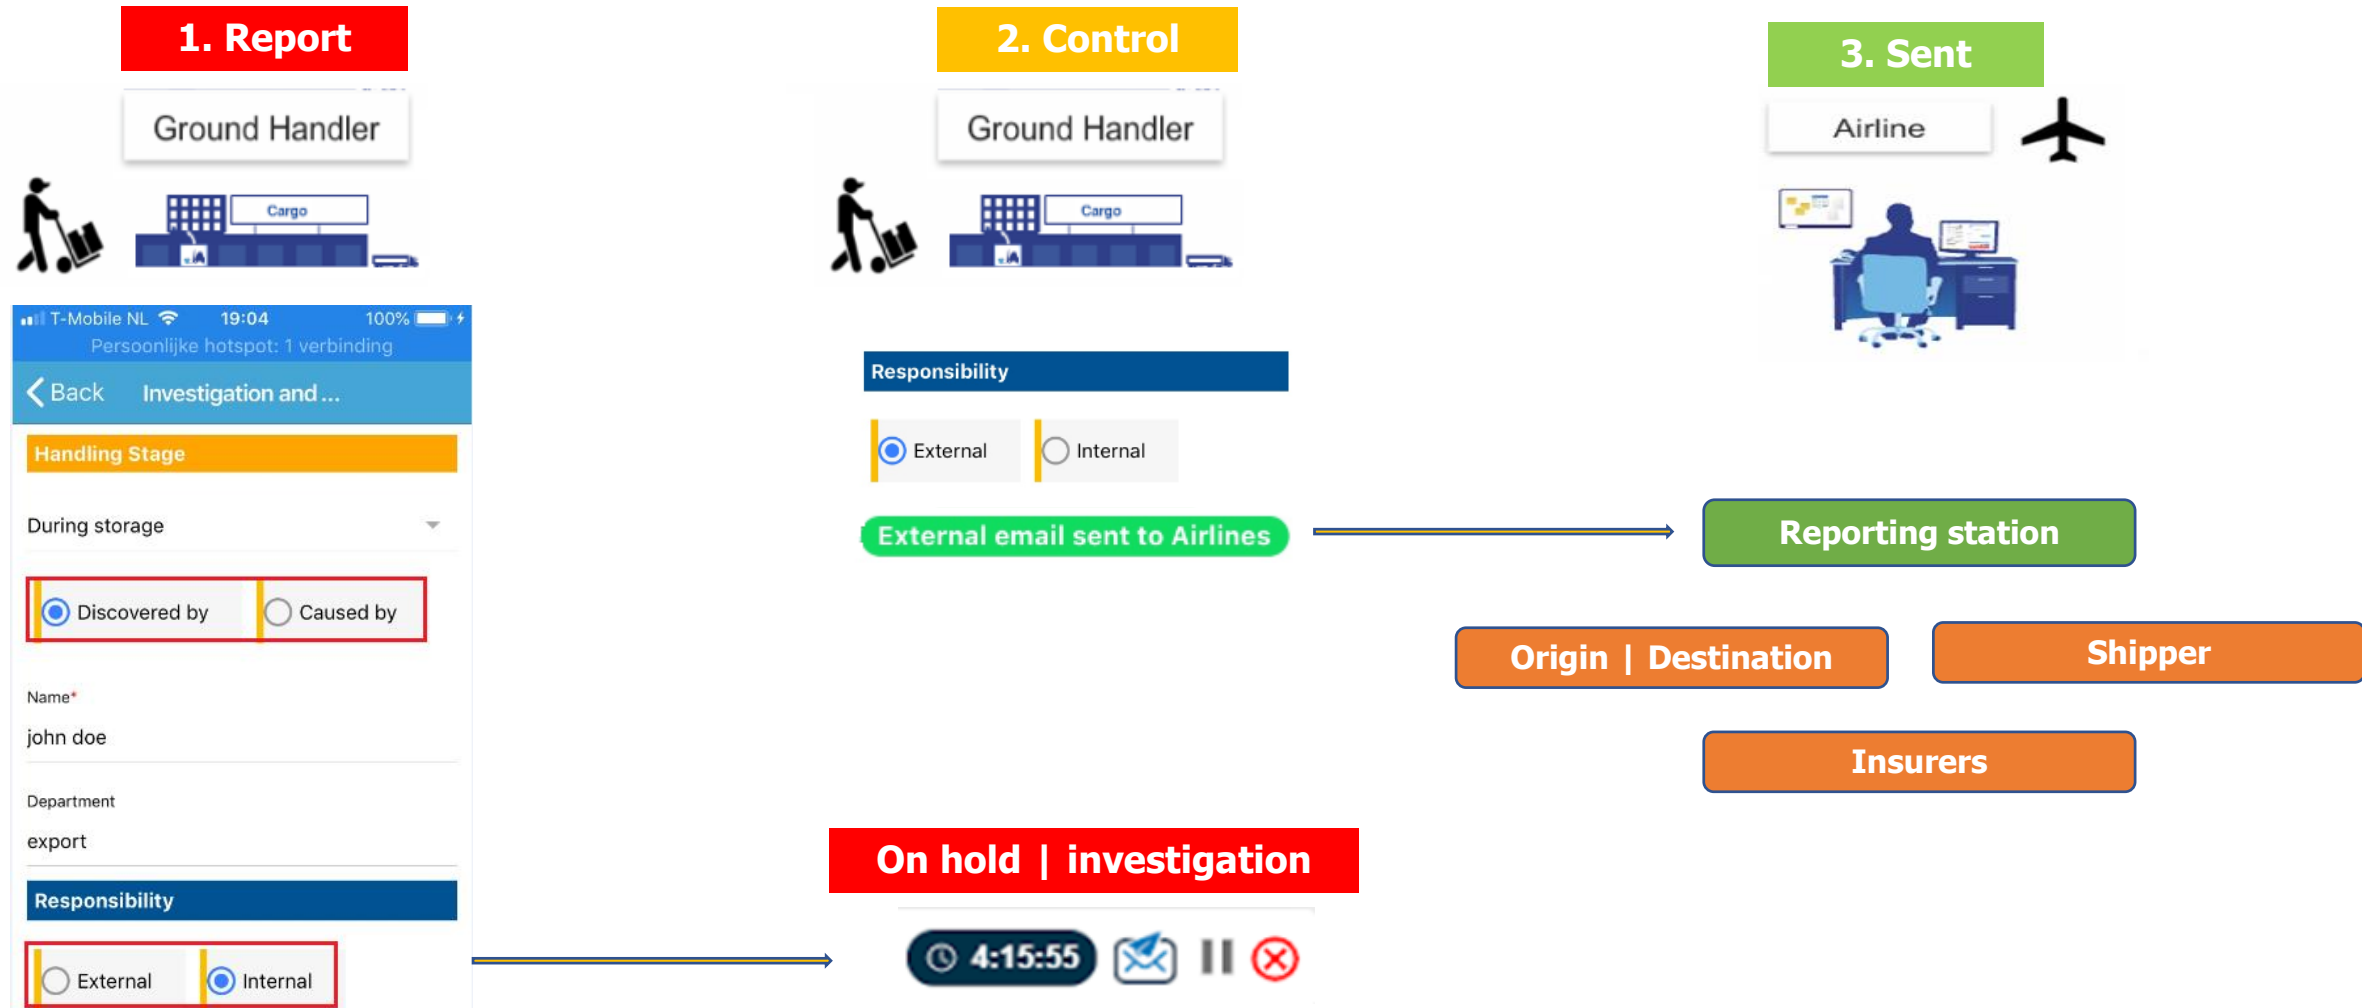 1. Report
Ground Handler
Cargo
T-Mobile NL 19:04 100%
Persoonlijke hotspot: 1 verbinding
Back Investigation and ...
Handling Stage
During storage
Discovered by Caused by
Name*
john doe
Department
export
Responsibility
External Internal
2. Control
Ground Handler
Cargo
Responsibility
External Internal
External email sent to Airlines
On hold | investigation
4:15:55
3. Sent
Airline
Reporting station
Origin | Destination
Shipper
Insurers